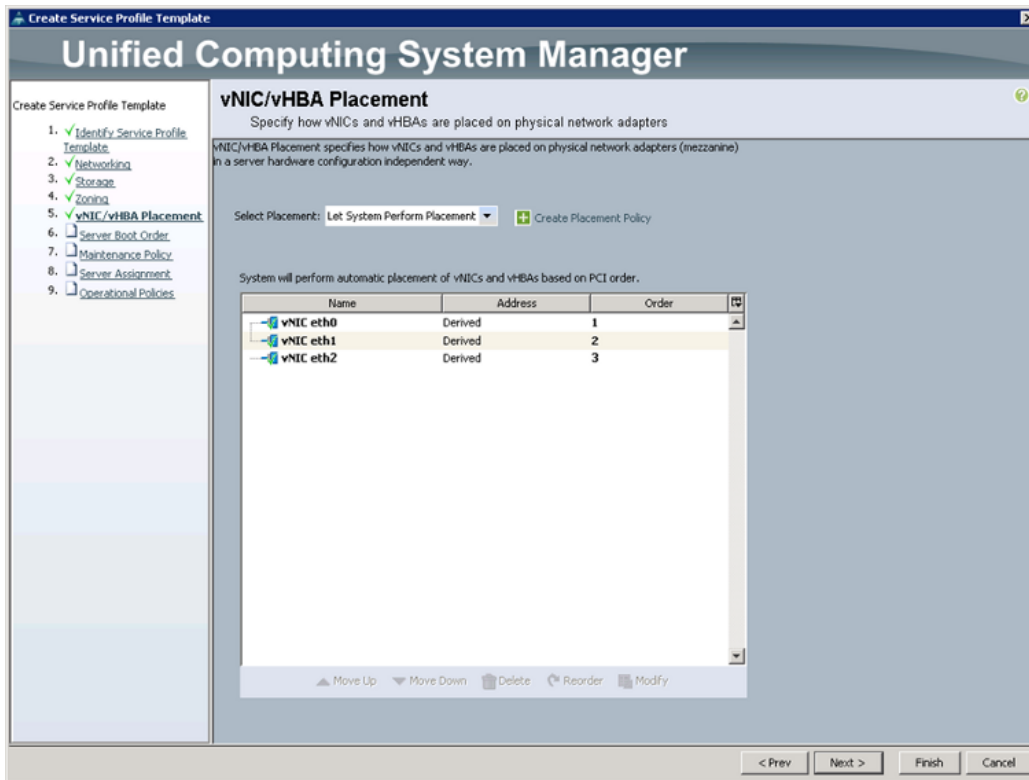 Create Service Profile Template
Unified Computing System Manager
Create Service Profile Template
1. Identify Service Profile
Template
2. Networking
3. Storage
4. Zoning
5. vNIC/vHBA Placement
6. Server Boot Order
7. Maintenance Policy
8. Server Assignment
9. Operational Policies
vNIC/vHBA Placement
Specify how vNICs and vHBAs are placed on physical network adapters
vNIC/vHBA Placement specifies how vNICs and vHBAs are placed on physical network adapters (mezzanine)
in a server hardware configuration independent way.
Select Placement: Let System Perform Placement Create Placement Policy
System will perform automatic placement of vNICs and vHBAs based on PCI order.
Name Address Order
vNIC eth0 Derived 1
vNIC eth1 Derived 2
vNIC eth2 Derived 3
Move Up Move Down Delete Reorder Modify
< Prev Next > Finish Cancel